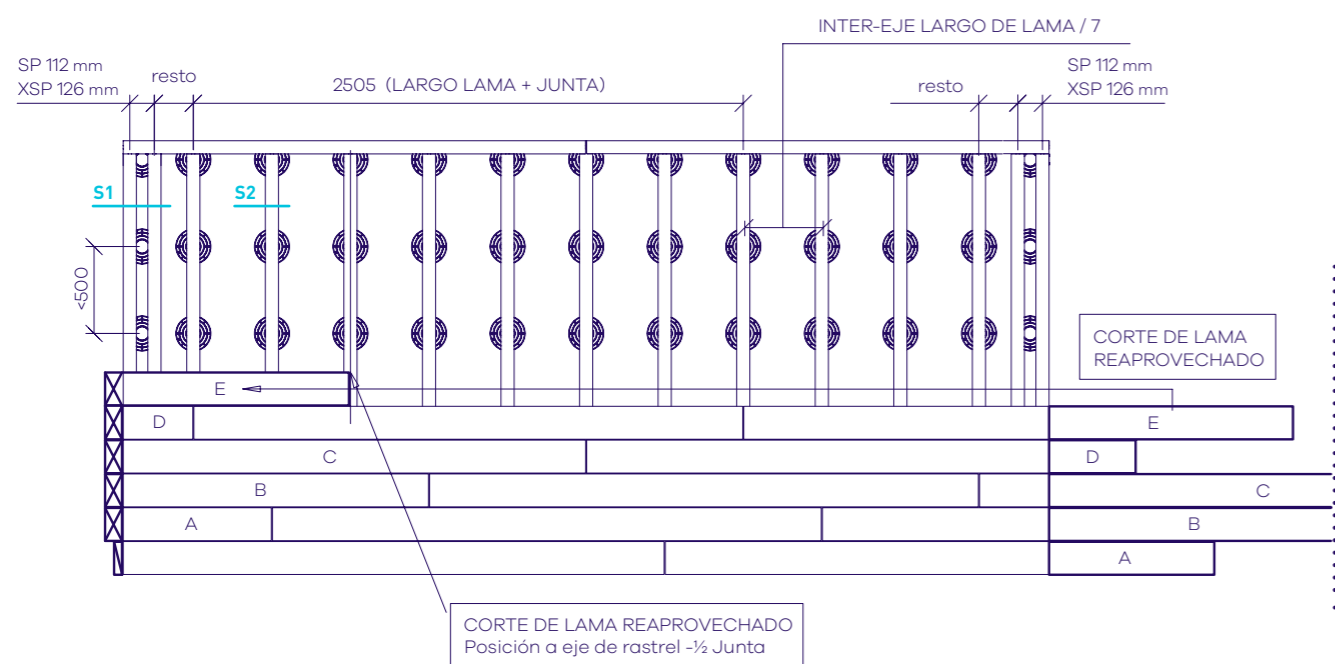 INTER-EJE LARGO DE LAMA / 7
SP 112 mm
XSP 126 mm
resto
2505 (LARGO LAMA + JUNTA)
resto
SP 112 mm
XSP 126 mm
S1
S2
<500
CORTE DE LAMA
REAPROVECHADO
E
D
E
C
D
B
C
A
B
A
CORTE DE LAMA REAPROVECHADO
Posición a eje de rastrel -½ Junta